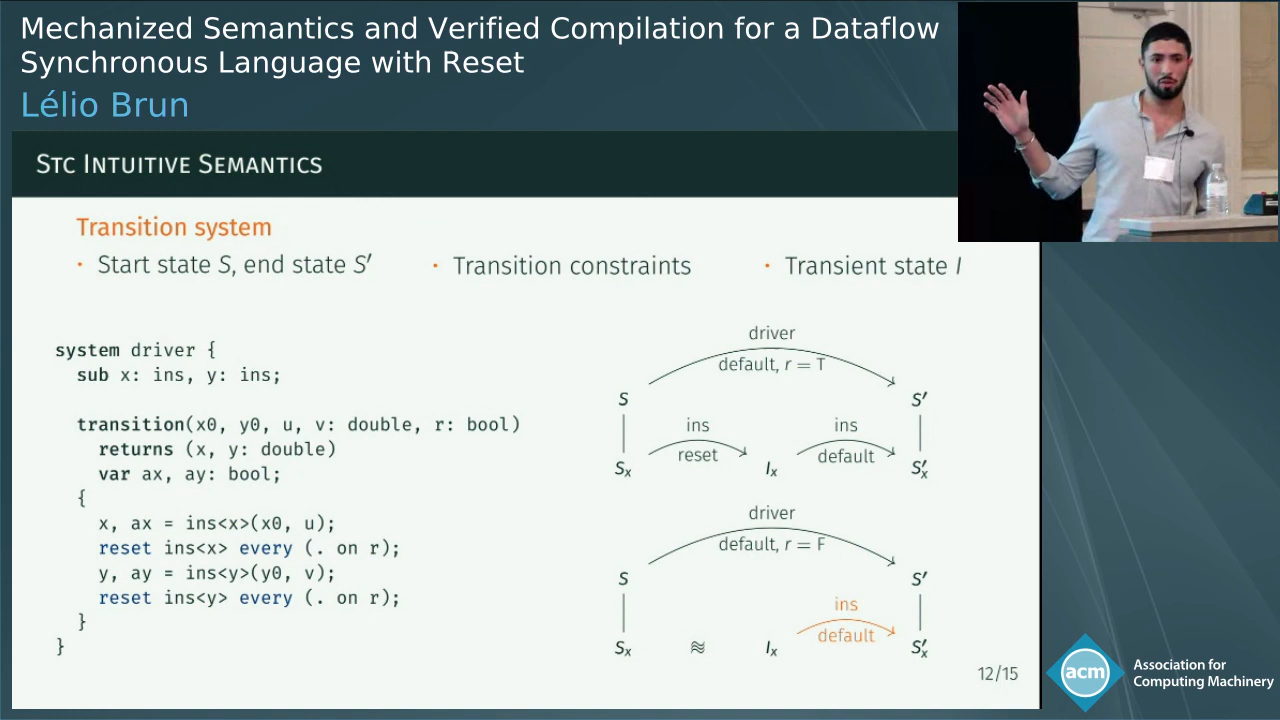 Mechanized Semantics and Verified Compilation for a Dataflow
Synchronous Language with Reset
Lélio Brun
STC INTUITIVE SEMANTICS
Transition system
· Start state S, end state S′
· Transition constraints
· Transient state I
system driver {
sub x: ins, y: ins;
transition(x0, y0, u, v: double, r: bool)
returns (x, y: double)
var ax, ay: bool;
{
x, ax = ins<x>(x0, u);
reset ins<x> every (. on r);
y, ay = ins<y>(y0, v);
reset ins<y> every (. on r);
}
}
driver
default, r = T
S S′
ins ins
reset default
Sₓ Iₓ S′ₓ
driver
default, r = F
S S′
ins
default
Sₓ ≋ Iₓ S′ₓ
12/15
acm
Association for
Computing Machinery